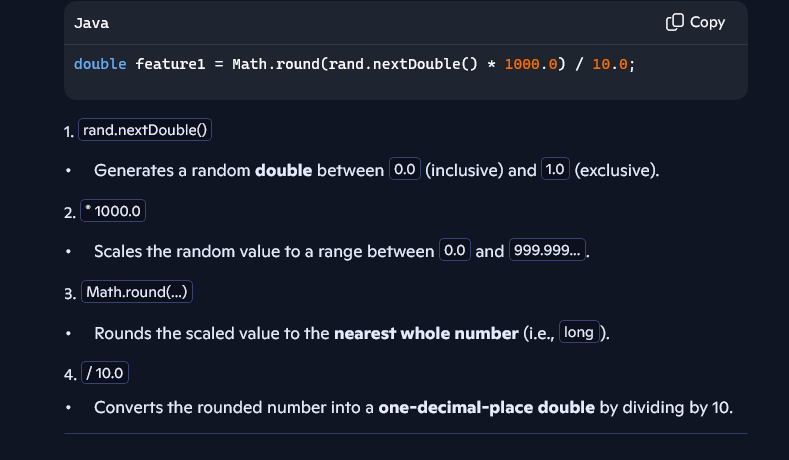 Java
Copy
double feature1 = Math.round(rand.nextDouble() * 1000.0) / 10.0;
1. rand.nextDouble()
• Generates a random double between 0.0 (inclusive) and 1.0 (exclusive).
2. * 1000.0
• Scales the random value to a range between 0.0 and 999.999... .
3. Math.round(...)
• Rounds the scaled value to the nearest whole number (i.e., long ).
4. / 10.0
• Converts the rounded number into a one-decimal-place double by dividing by 10.